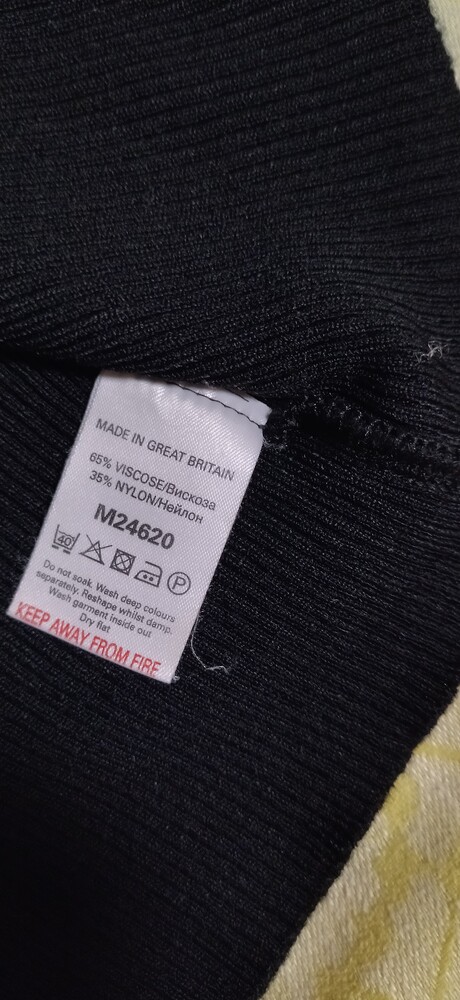 MADE IN GREAT BRITAIN
65% VISCOSE/Вискоза
35% NYLON/Нейлон
M24620
40 P
Do not soak. Wash deep colours
separately. Reshape whilst damp.
Wash garment inside out
Dry flat
KEEP AWAY FROM FIRE